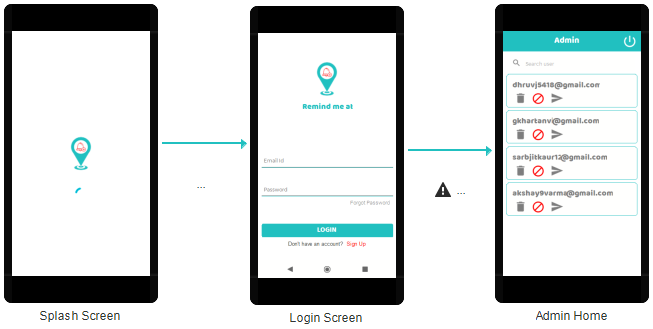 Admin
Search user
dhruvj5410@gmail.com
gkhartanvi@gmail.com
Remind me at
sarbjitkaur12@gmail.com
Email id
...
...
Password
akshay9varma@gmail.com
Forgot Password
LOGIN
Don't have an account? Sign Up
Splash Screen
Login Screen
Admin Home